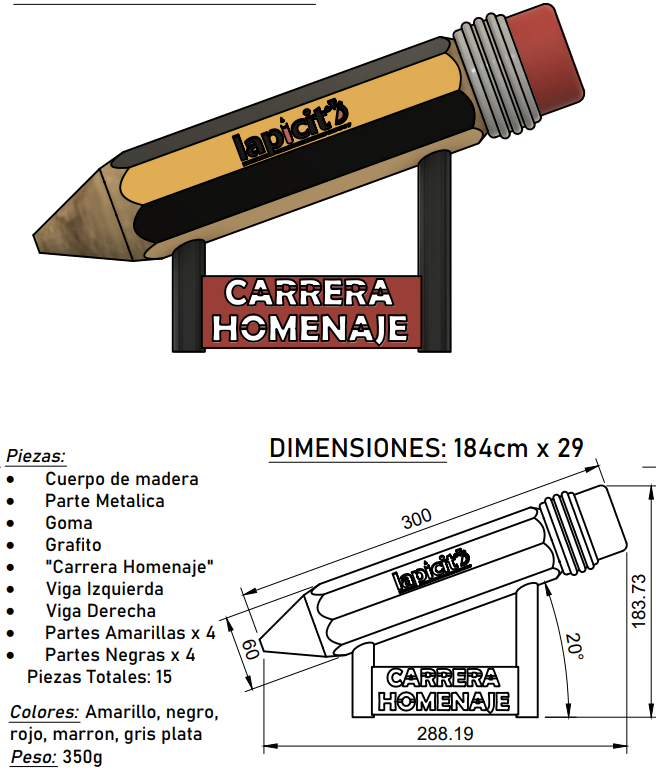 lapicito
CARRERA
HOMENAJE
DIMENSIONES: 184cm x 29
Piezas:
• Cuerpo de madera
• Parte Metalica
• Goma
• Grafito
• "Carrera Homenaje"
• Viga Izquierda
• Viga Derecha
• Partes Amarillas x 4
• Partes Negras x 4
Piezas Totales: 15
Colores: Amarillo, negro,
rojo, marron, gris plata
Peso: 350g
300
lapicito
60
183.73
20°
CARRERA
HOMENAJE
288.19